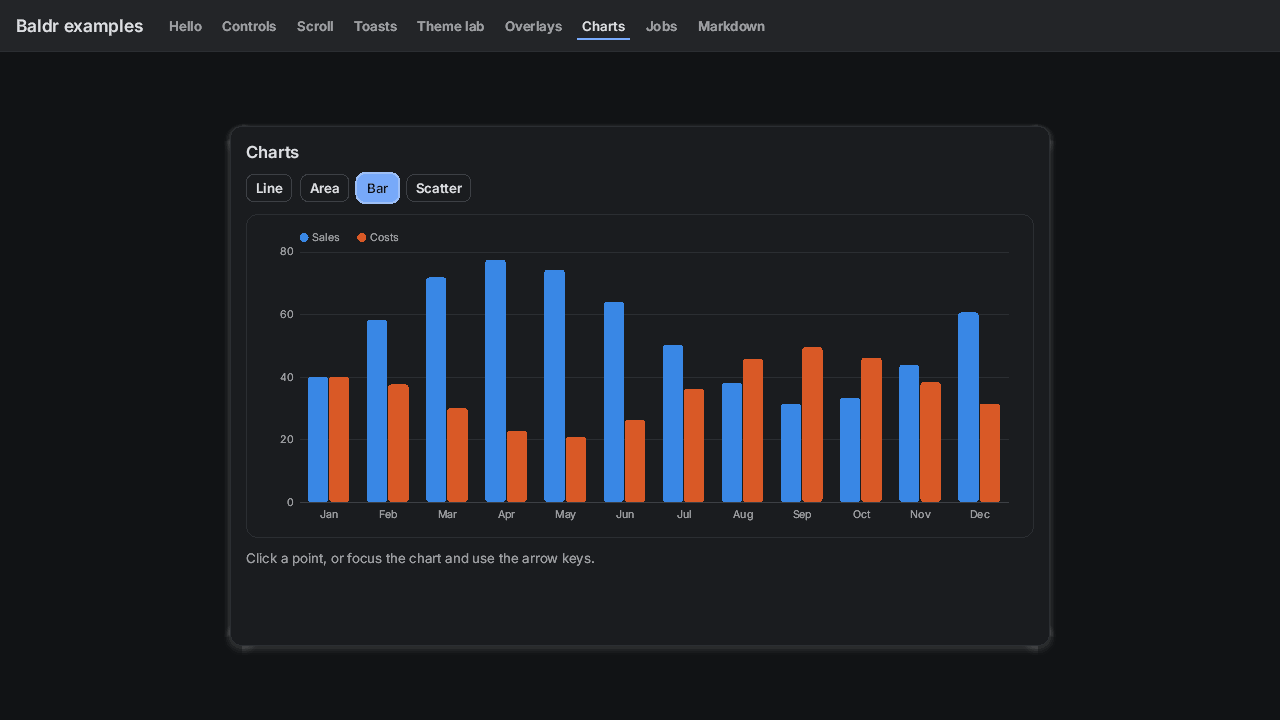 Baldr examples Hello Controls Scroll Toasts Theme lab Overlays Charts Jobs Markdown
Charts
Line Area Bar Scatter
Sales Costs
80
60
40
20
0
Jan Feb Mar Apr May Jun Jul Aug Sep Oct Nov Dec
Click a point, or focus the chart and use the arrow keys.